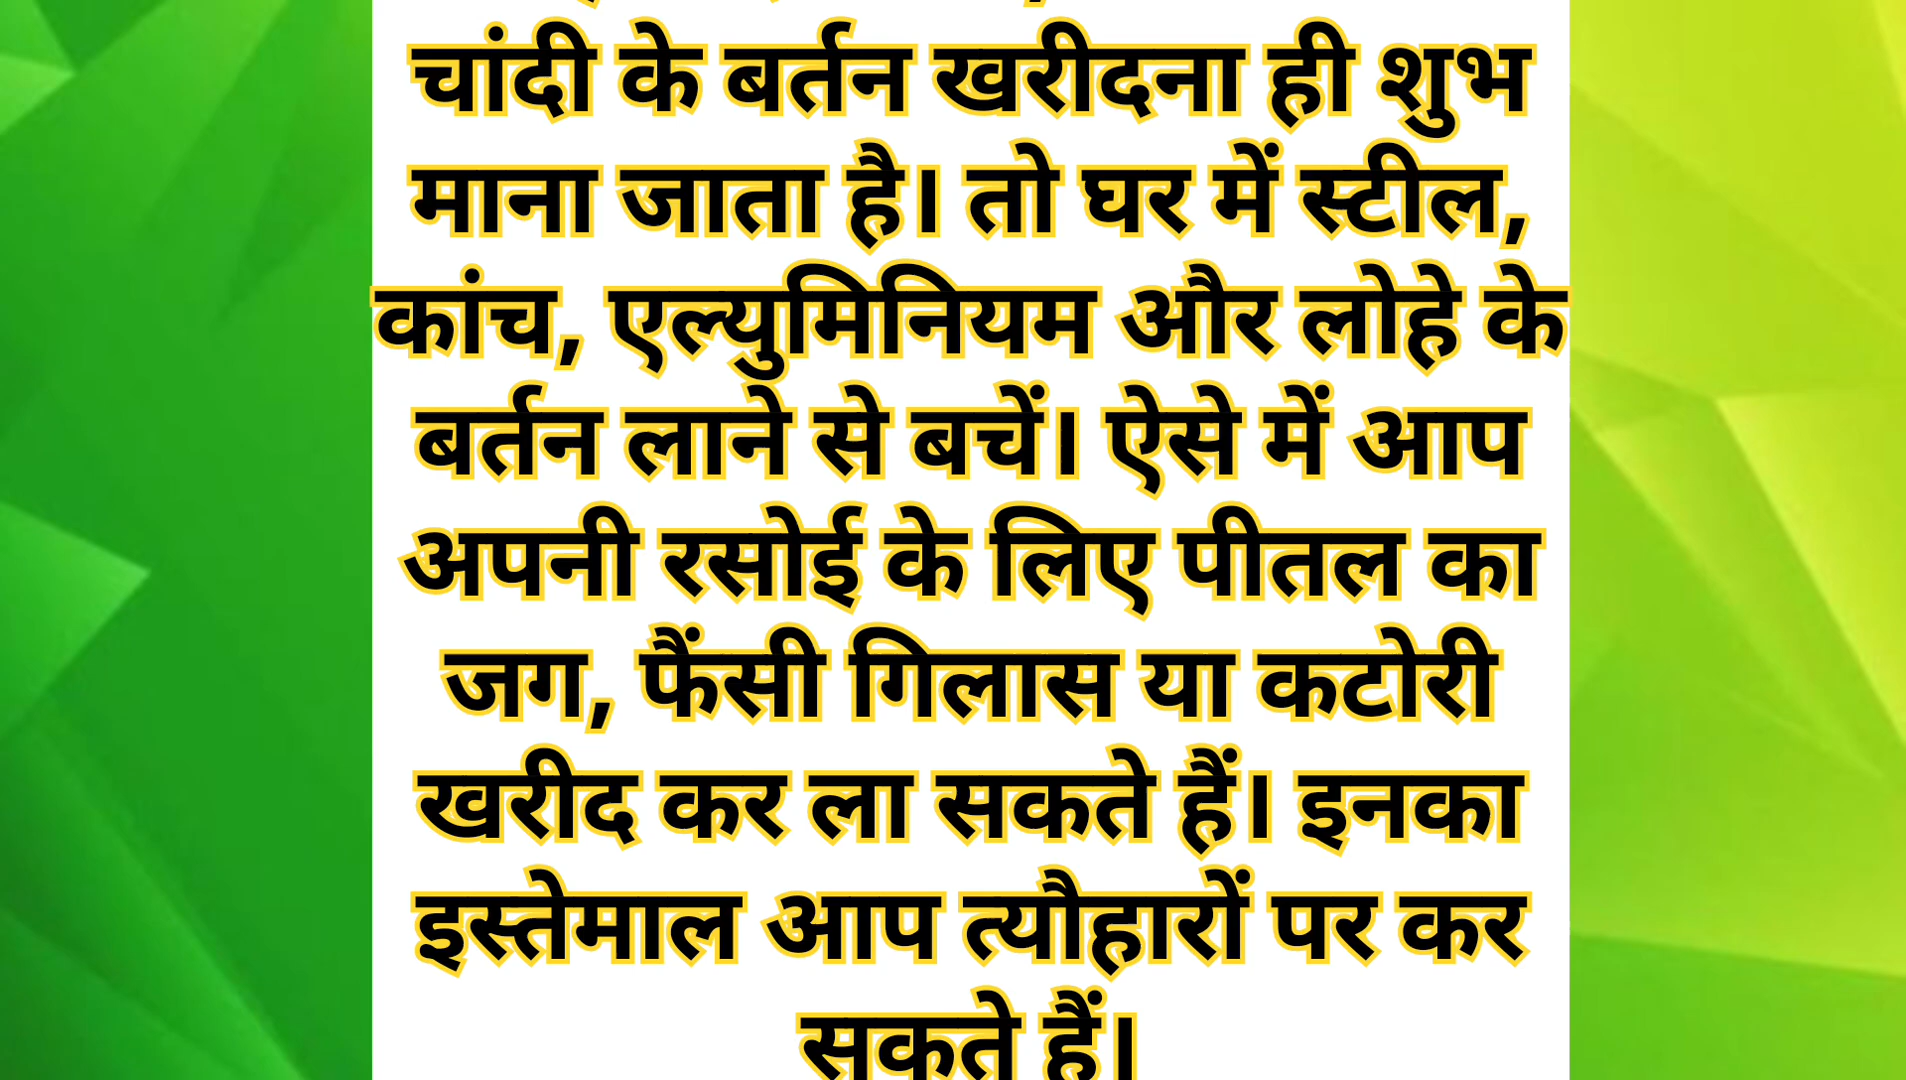 चांदी के बर्तन खरीदना ही शुभ
माना जाता है। तो घर में स्टील,
कांच, एल्युमिनियम और लोहे के
बर्तन लाने से बचें। ऐसे में आप
अपनी रसोई के लिए पीतल का
जग, फैंसी गिलास या कटोरी
खरीद कर ला सकते हैं। इनका
इस्तेमाल आप त्यौहारों पर कर
सकते हैं।